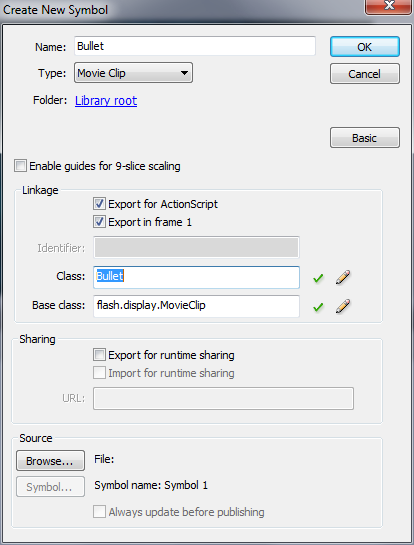 Create New Symbol
Name: Bullet
OK
Type: Movie Clip
Cancel
Folder: Library root
Basic
Enable guides for 9-slice scaling
Linkage
Export for ActionScript
Export in frame 1
Identifier:
Class: Bullet
Base class: flash.display.MovieClip
Sharing
Export for runtime sharing
Import for runtime sharing
URL:
Source
Browse... File:
Symbol... Symbol name: Symbol 1
Always update before publishing